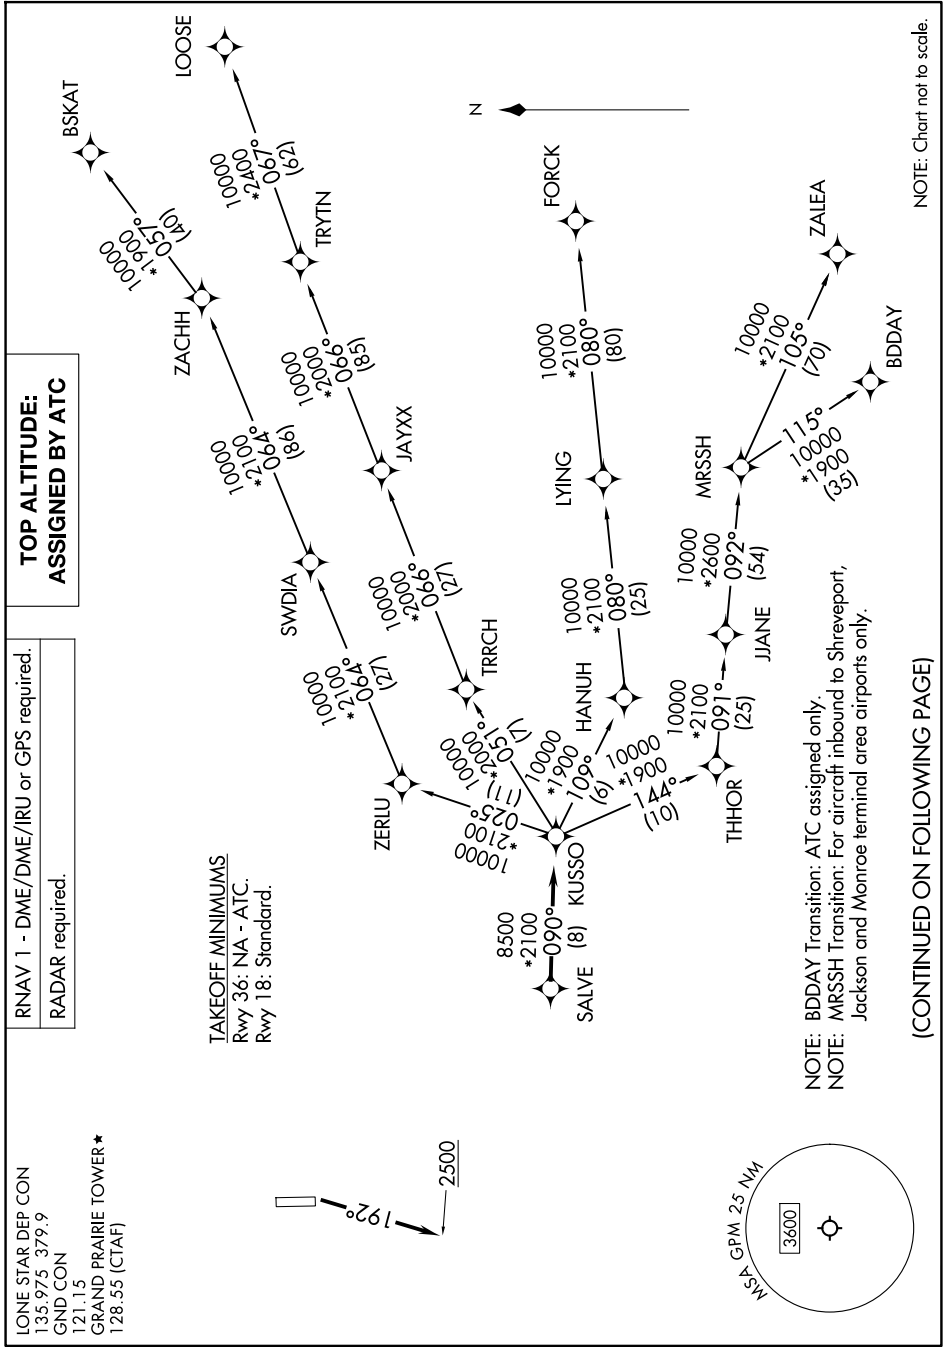 LONE STAR DEP CON
135.975 379.9
GND CON
121.15
GRAND PRAIRIE TOWER★
128.55 (CTAF)
RNAV 1 - DME/DME/IRU or GPS required.
RADAR required.
TOP ALTITUDE:
ASSIGNED BY ATC
TAKEOFF MINIMUMS
Rwy 36: NA - ATC.
Rwy 18: Standard.
192°
2500
MSA GPM 25 NM
3600
SALVE
8500
*2100
090°
(8)
KUSSO
10000
*2100
025°
(11)
ZERLU
10000
*2100
064°
(27)
SWDIA
10000
*2100
064°
(86)
ZACHH
10000
*1900
057°
(40)
BSKAT
10000
*2000
051°
(7)
TRRCH
10000
*2000
066°
(27)
JAYXX
10000
*2000
066°
(85)
TRYTN
10000
*2400
067°
(62)
LOOSE
10000
*1900
109°
(6)
HANUH
10000
*2100
080°
(25)
LYING
10000
*2100
080°
(80)
FORCK
10000
*1900
144°
(10)
THHOR
10000
*2100
091°
(25)
JJANE
10000
*2600
092°
(54)
MRSSH
10000
*2100
105°
(70)
ZALEA
115°
10000
*1900
(35)
BDDAY
N
NOTE: BDDAY Transition: ATC assigned only.
NOTE: MRSSH Transition: For aircraft inbound to Shreveport,
Jackson and Monroe terminal area airports only.
(CONTINUED ON FOLLOWING PAGE)
NOTE: Chart not to scale.